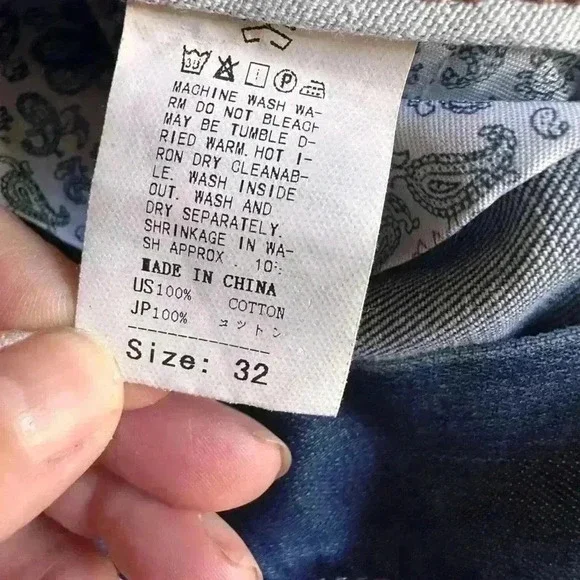 MACHINE WASH WA-
RM DO NOT BLEACH
MAY BE TUMBLE D-
RIED WARM. HOT I-
RON DRY CLEANAB-
LE. WASH INSIDE
OUT. WASH AND
DRY SEPARATELY.
SHRINKAGE IN WA-
SH APPROX . 10%
MADE IN CHINA
US100% COTTON
JP100% コットン
Size: 32